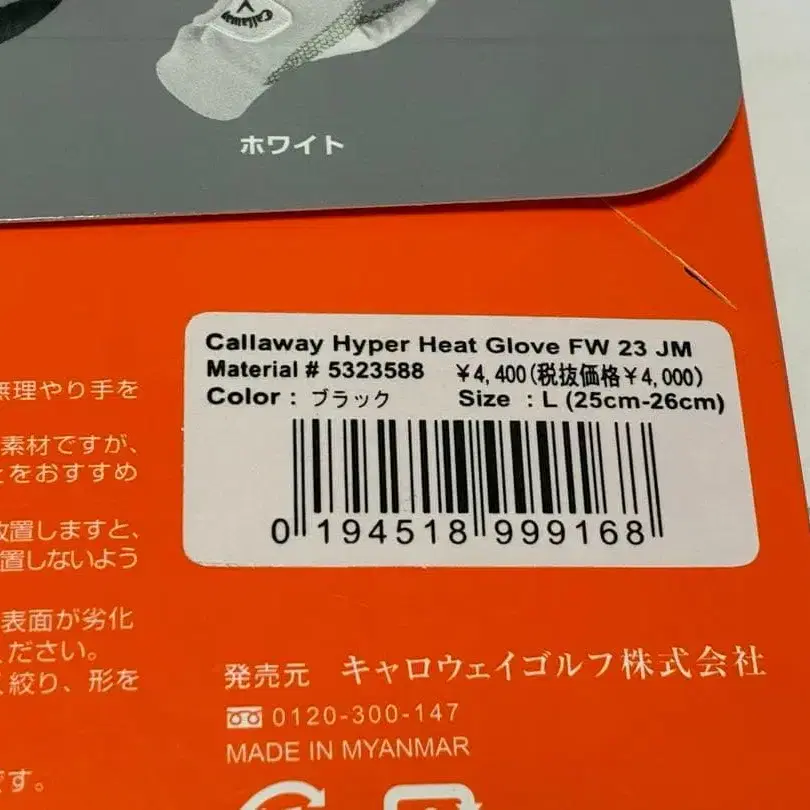 Callaway
ホワイト
Callaway Hyper Heat Glove FW 23 JM
Material # 5323588 ¥4,400(税抜価格¥4,000)
Color : ブラック Size : L (25cm-26cm)
0 194518 999168
無理やり手を
素材ですが、
とをおすすめ
放置しますと、
置しないよう
表面が劣化
ください。
く絞り、形を
です。
発売元 キャロウェイゴルフ株式会社
0120-300-147
MADE IN MYANMAR